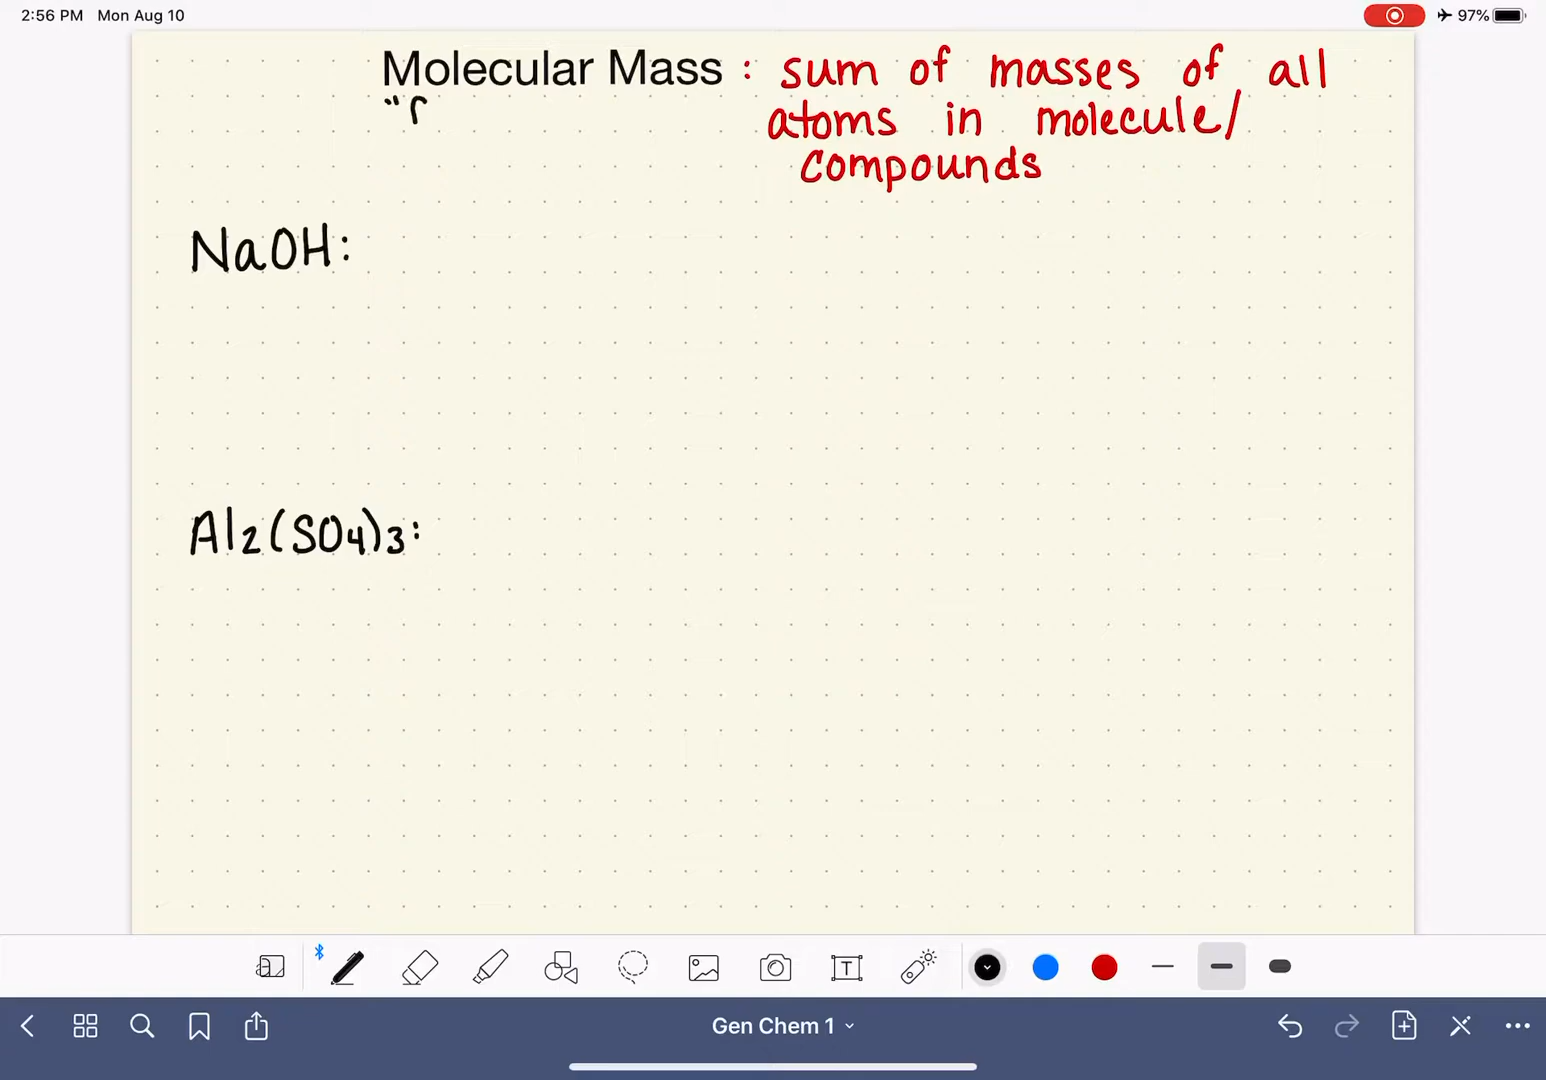 2:56 PM Mon Aug 10
97%
Molecular Mass : sum of masses of all
"f
atoms in molecule/
compounds
NaOH:
Al₂(SO₄)₃:
T
Gen Chem 1